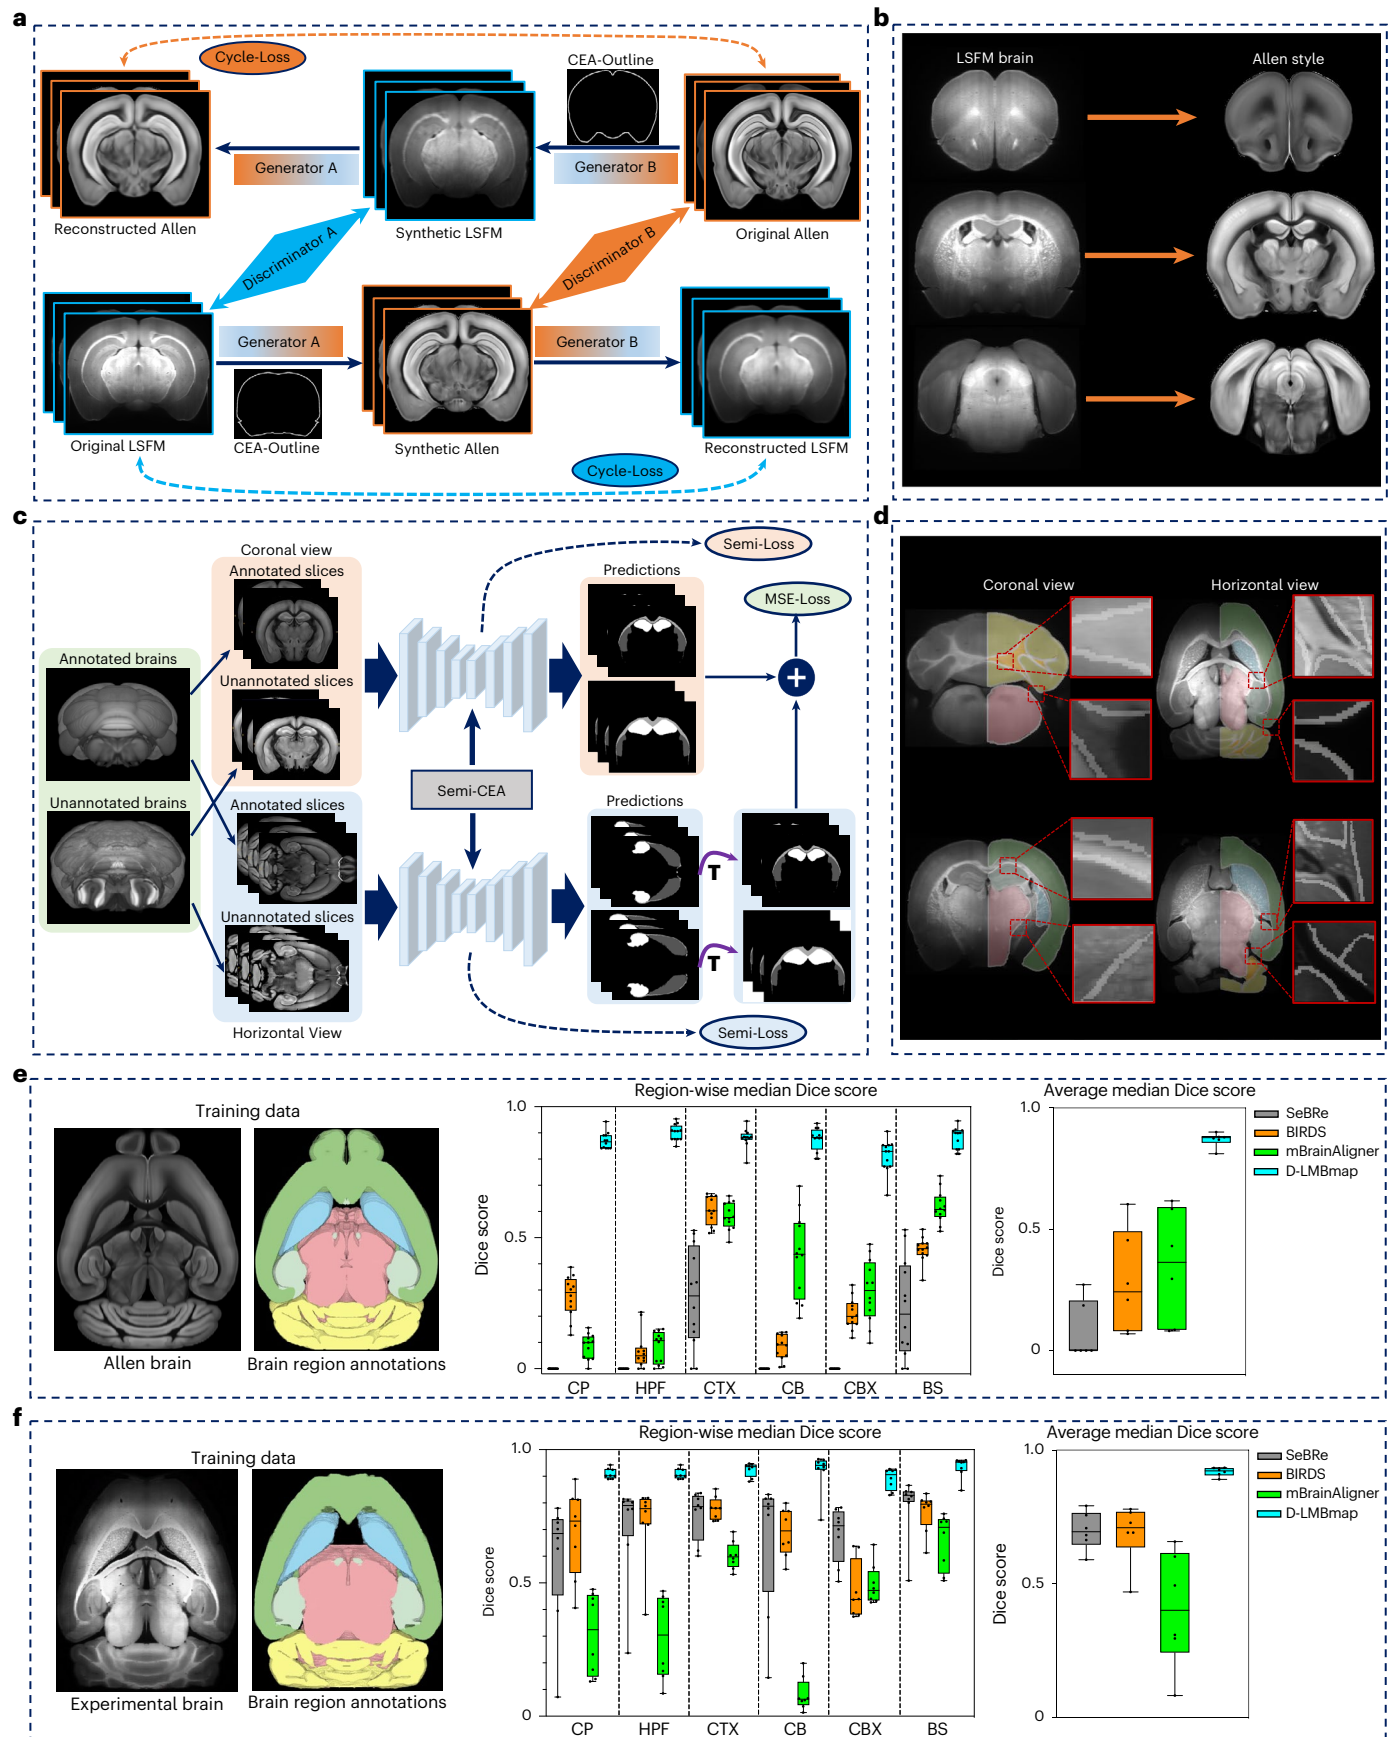 a
Cycle-Loss
CEA-Outline
Generator A
Generator B
Reconstructed Allen
Synthetic LSFM
Original Allen
Discriminator A
Discriminator B
Generator A
Generator B
Original LSFM
CEA-Outline
Synthetic Allen
Reconstructed LSFM
Cycle-Loss
b
LSFM brain
Allen style
c
Coronal view
Annotated slices
Semi-Loss
Predictions
MSE-Loss
Annotated brains
Unannotated slices
+
Semi-CEA
Unannotated brains
Annotated slices
Predictions
T
Unannotated slices
T
Horizontal View
Semi-Loss
d
Coronal view
Horizontal view
e
Training data
Allen brain
Brain region annotations
Region-wise median Dice score
1.0
0.5
0
Dice score
CP
HPF
CTX
CB
CBX
BS
Average median Dice score
1.0
0.5
0
Dice score
SeBRe
BIRDS
mBrainAligner
D-LMBmap
f
Training data
Experimental brain
Brain region annotations
Region-wise median Dice score
1.0
0.5
0
Dice score
CP
HPF
CTX
CB
CBX
BS
Average median Dice score
1.0
0.5
0
Dice score
SeBRe
BIRDS
mBrainAligner
D-LMBmap